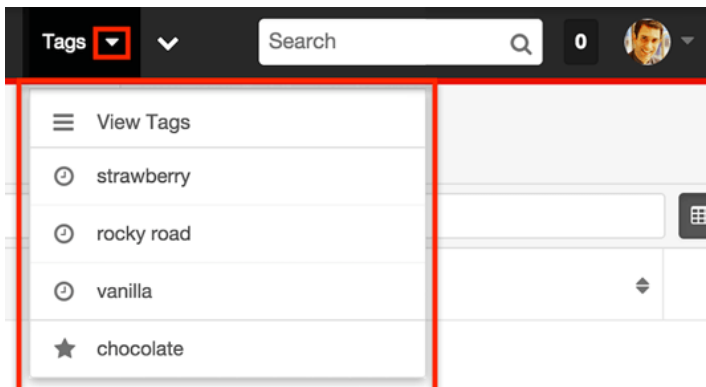 Tags Search 0
View Tags
strawberry
rocky road
vanilla
chocolate